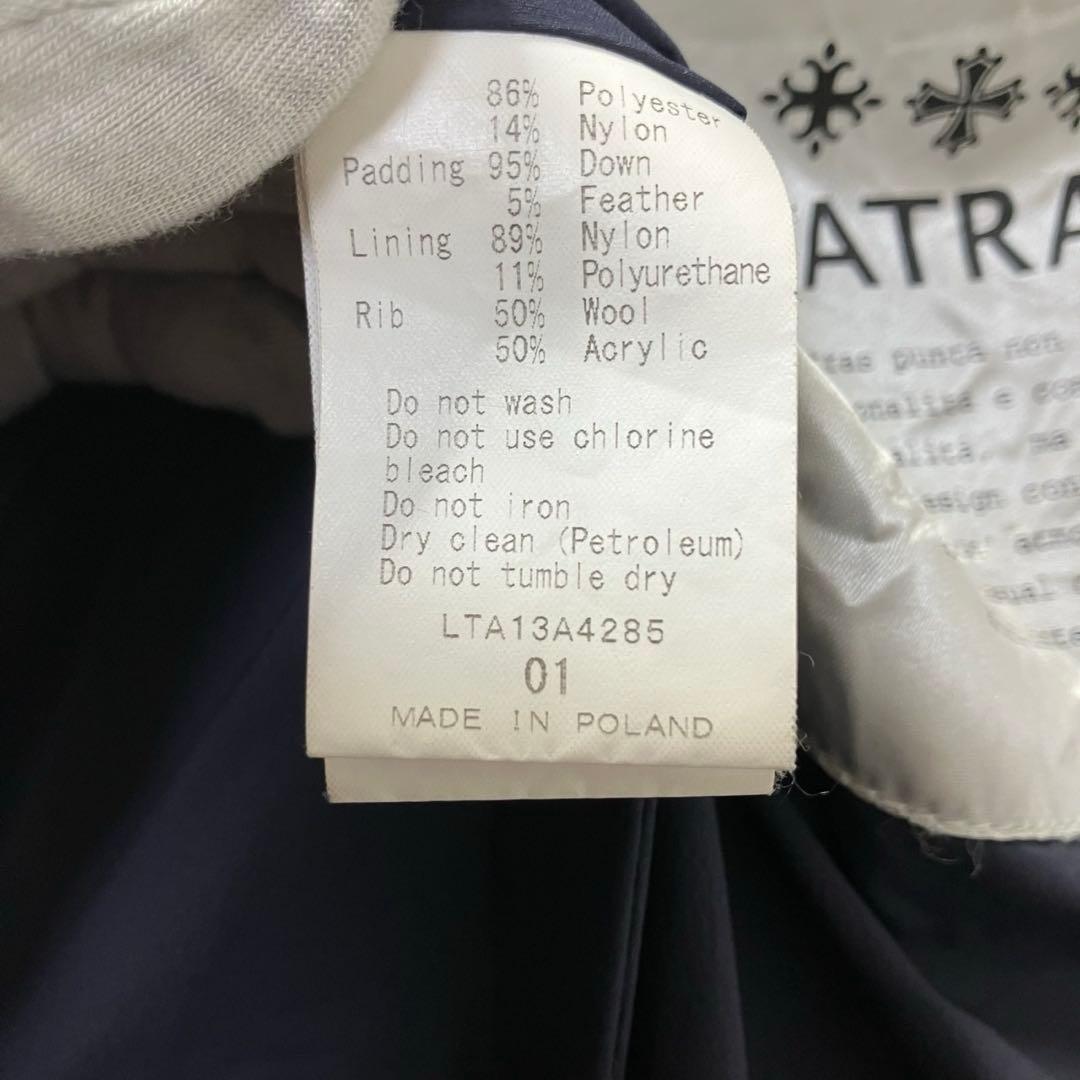 86% Polyester
14% Nylon
Padding 95% Down
5% Feather
Lining 89% Nylon
11% Polyurethane
Rib 50% Wool
50% Acrylic
Do not wash
Do not use chlorine
bleach
Do not iron
Dry clean (Petroleum)
Do not tumble dry
LTA13A4285
01
MADE IN POLAND
ATRA
punta non
e